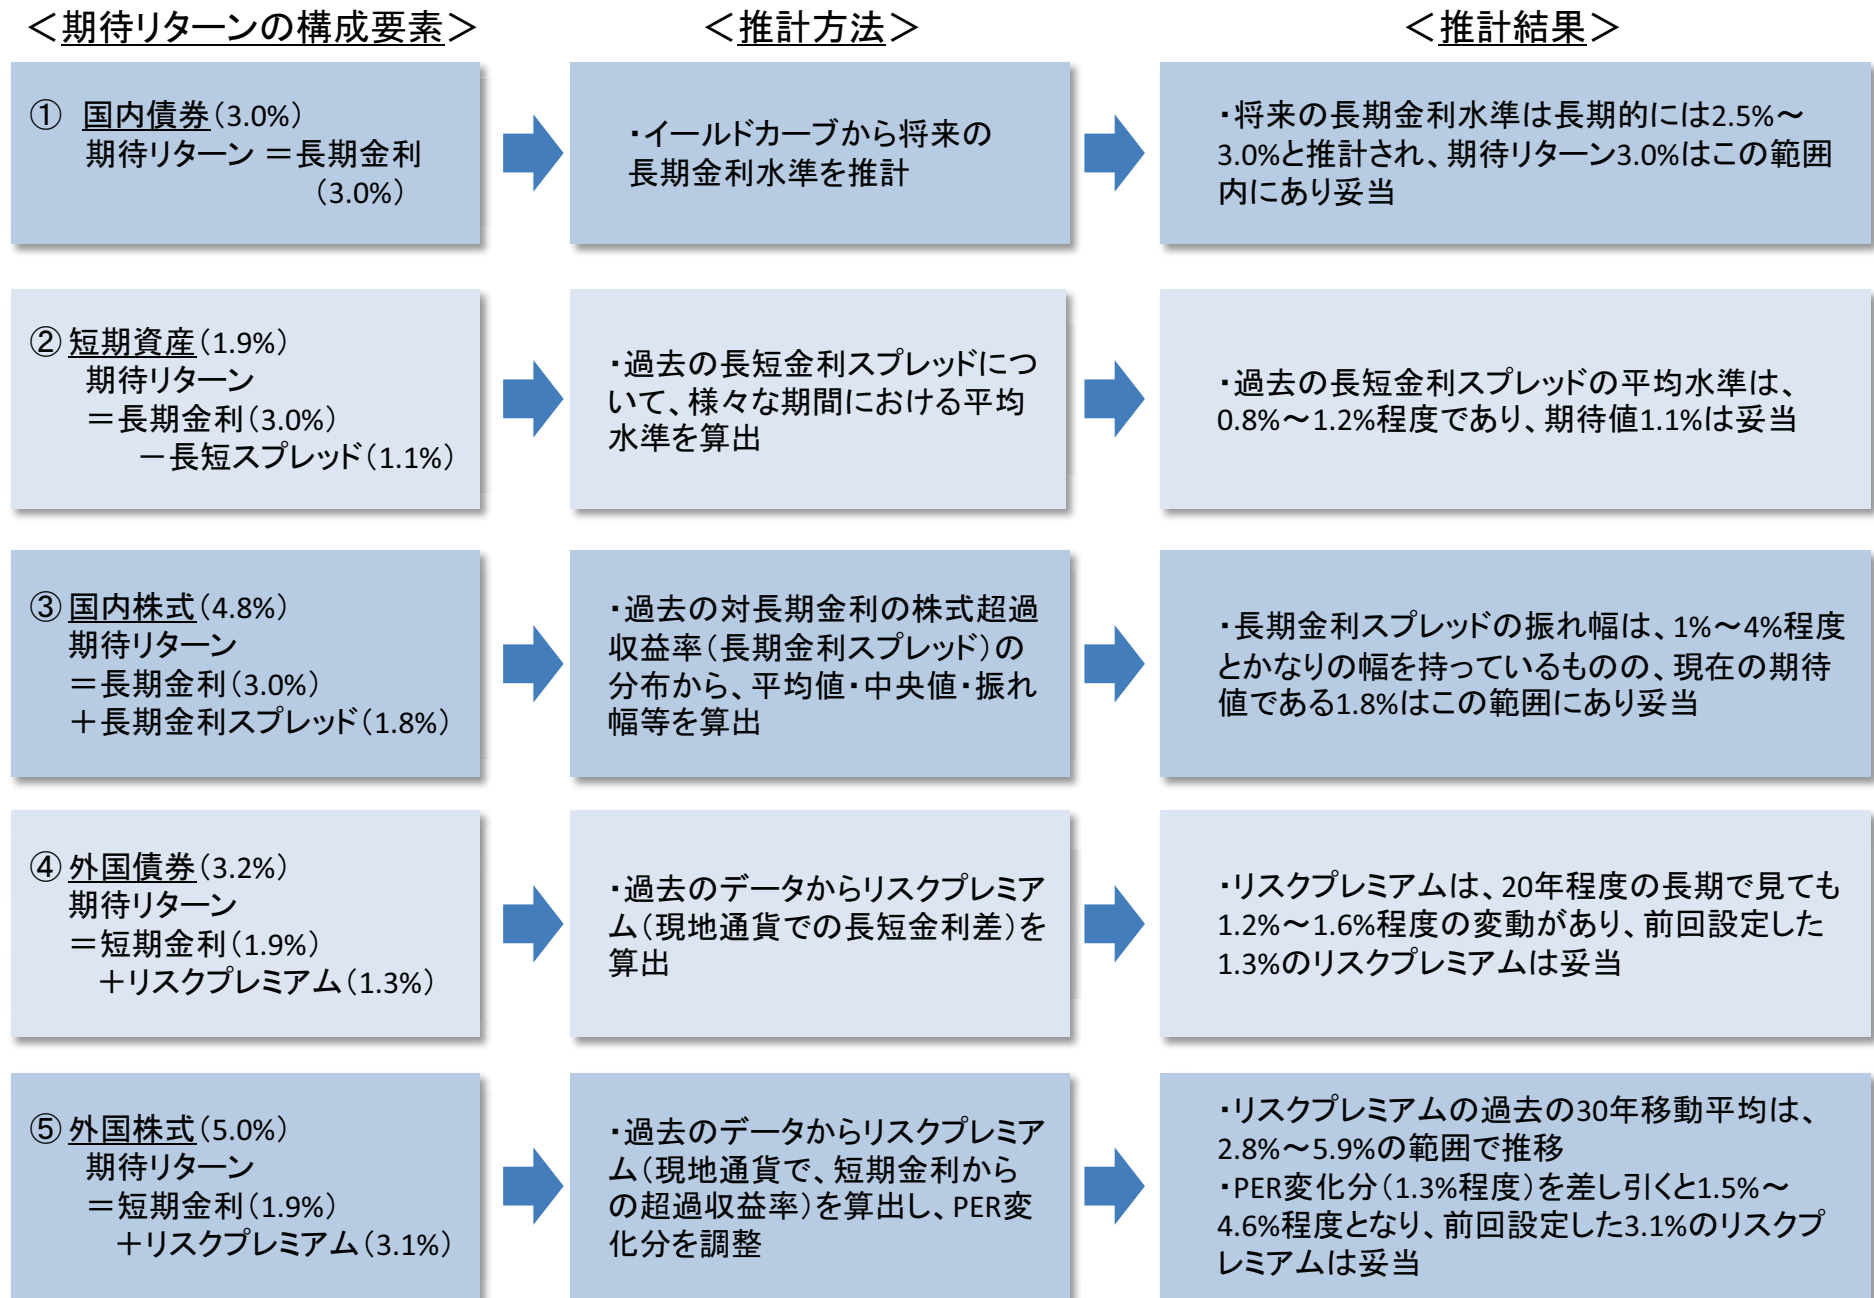 ＜期待リターンの構成要素＞
＜推計方法＞
＜推計結果＞
① 国内債券（3.0%）
期待リターン ＝長期金利
（3.0%）
・イールドカーブから将来の
長期金利水準を推計
・将来の長期金利水準は長期的には2.5%～
3.0%と推計され、期待リターン3.0%はこの範囲
内にあり妥当
② 短期資産（1.9%）
期待リターン
＝長期金利（3.0%）
－長短スプレッド（1.1%）
・過去の長短金利スプレッドにつ
いて、様々な期間における平均
水準を算出
・過去の長短金利スプレッドの平均水準は、
0.8%～1.2%程度であり、期待値1.1%は妥当
③ 国内株式（4.8%）
期待リターン
＝長期金利（3.0%）
＋長期金利スプレッド（1.8%）
・過去の対長期金利の株式超過
収益率（長期金利スプレッド）の
分布から、平均値・中央値・振れ
幅等を算出
・長期金利スプレッドの振れ幅は、1%～4%程度
とかなりの幅を持っているものの、現在の期待
値である1.8%はこの範囲にあり妥当
④ 外国債券（3.2%）
期待リターン
＝短期金利（1.9%）
＋リスクプレミアム（1.3%）
・過去のデータからリスクプレミア
ム（現地通貨での長短金利差）を
算出
・リスクプレミアムは、20年程度の長期で見ても
1.2%～1.6%程度の変動があり、前回設定した
1.3%のリスクプレミアムは妥当
⑤ 外国株式（5.0%）
期待リターン
＝短期金利（1.9%）
＋リスクプレミアム（3.1%）
・過去のデータからリスクプレミア
ム（現地通貨で、短期金利から
の超過収益率）を算出し、PER変
化分を調整
・リスクプレミアムの過去の30年移動平均は、
2.8%～5.9%の範囲で推移
・PER変化分（1.3%程度）を差し引くと1.5%～
4.6%程度となり、前回設定した3.1%のリスクプ
レミアムは妥当